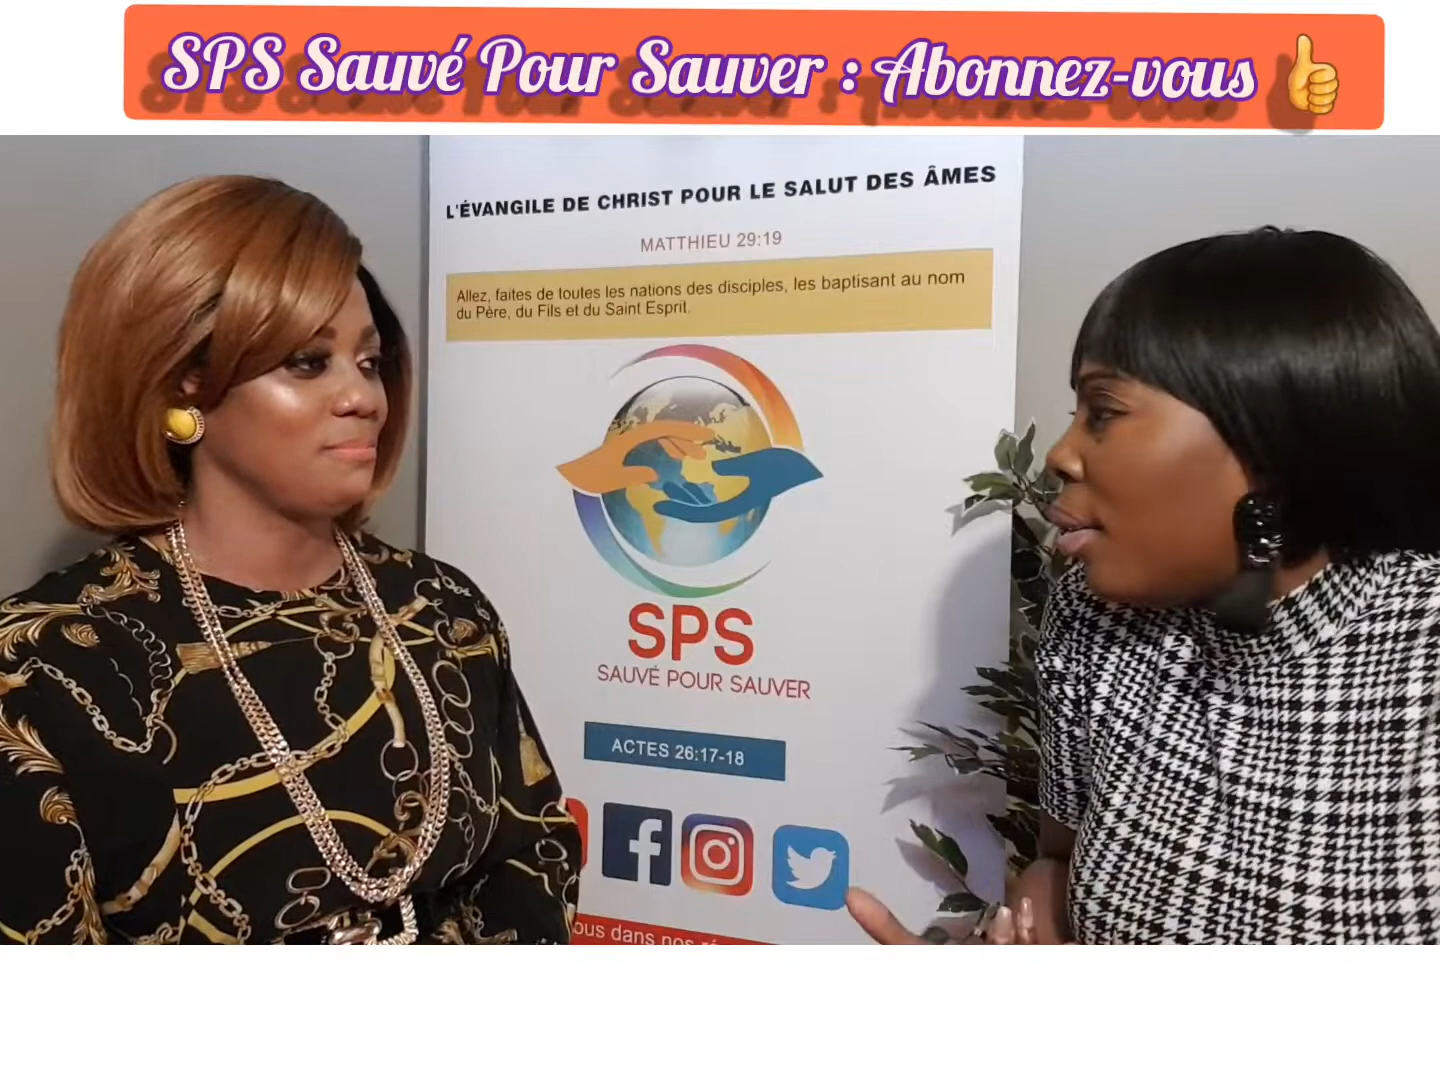 SPS Sauvé Pour Sauver : Abonnez-vous 👍
L'ÉVANGILE DE CHRIST POUR LE SALUT DES ÂMES
MATTHIEU 29:19
Allez, faites de toutes les nations des disciples, les baptisant au nom
du Père, du Fils et du Saint Esprit.
SPS
SAUVÉ POUR SAUVER
ACTES 26:17-18
dans nos